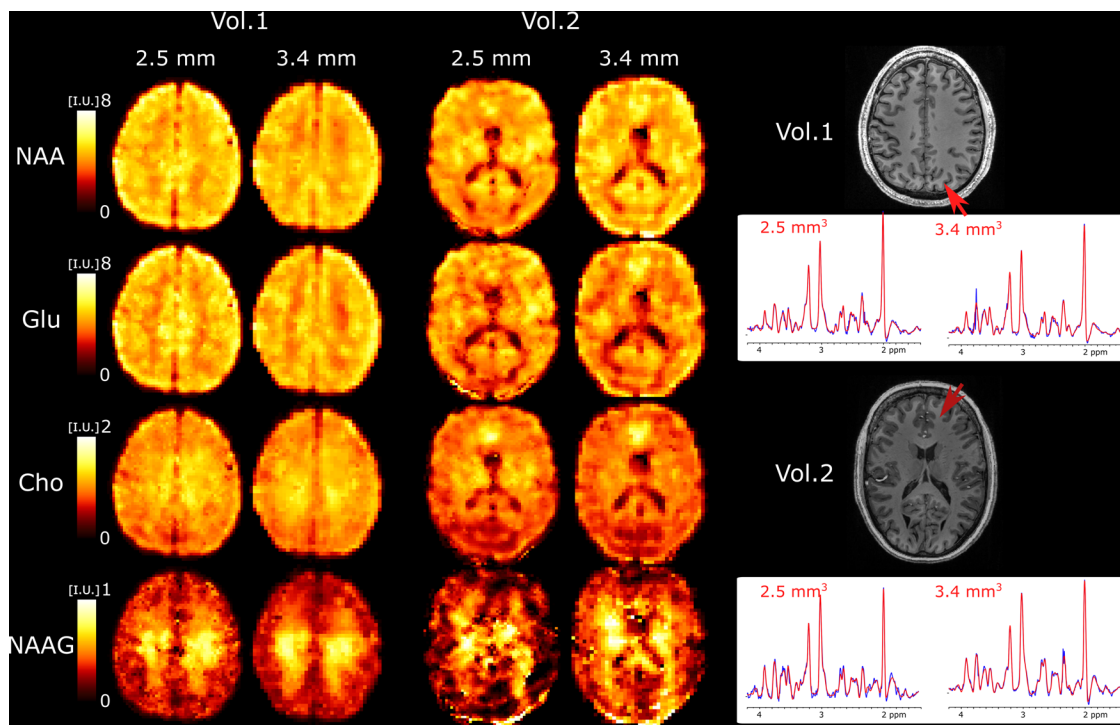 Vol.1 Vol.2
2.5 mm 3.4 mm 2.5 mm 3.4 mm
[I.U.] 8
NAA
0
[I.U.] 8
Glu
0
[I.U.] 2
Cho
0
[I.U.] 1
NAAG
0
Vol.1
2.5 mm³ 3.4 mm³
4 3 2 ppm 4 3 2 ppm
Vol.2
2.5 mm³ 3.4 mm³
4 3 2 ppm 4 3 2 ppm